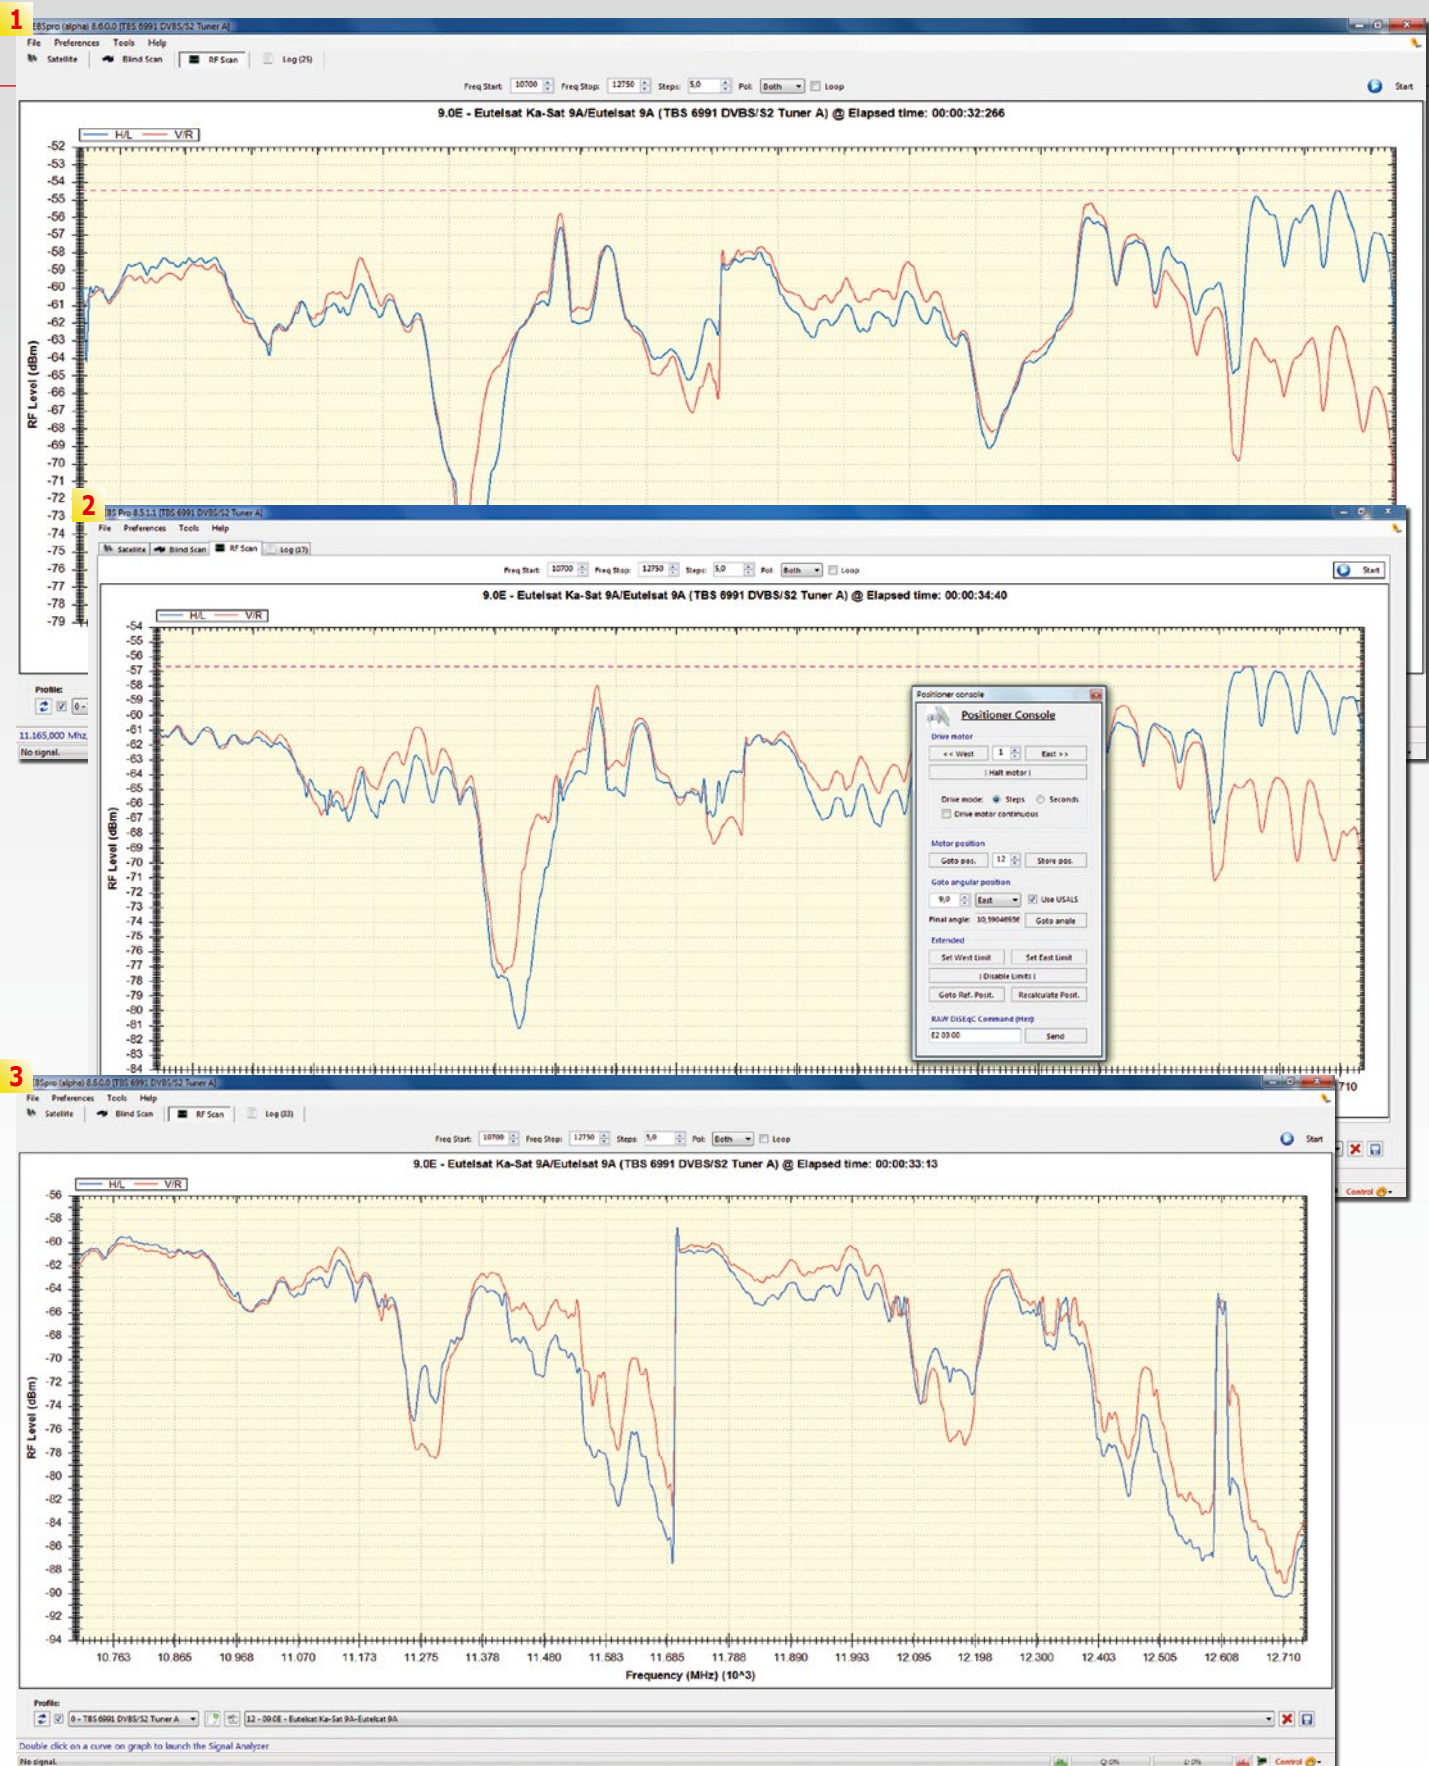 1
EBSpro (alpha) 8.6.0.0 [TBS 6991 DVBS/S2 Tuner A]
File Preferences Tools Help
Satellite Blind Scan RF Scan Log (25)
Freq Start: 10700 Freq Stop: 12750 Steps: 5,0 Pol: Both Loop Start
9.0E - Eutelsat Ka-Sat 9A/Eutelsat 9A (TBS 6991 DVBS/S2 Tuner A) @ Elapsed time: 00:00:32:266
H/L V/R
-52
-53
-54
-55
-56
-57
-58
-59
-60
-61
-62
-63
-64
-65
-66
-67
-68
-69
-70
-71
-72
-73
-74
-75
-76
-77
-78
-79
RF Level (dBm)
Profile:
0 -
11.165,000 Mhz,
No signal.
2
EBS Pro 8.5.1.1 [TBS 6991 DVBS/S2 Tuner A]
File Preferences Tools Help
Satellite Blind Scan RF Scan Log (17)
Freq Start: 10700 Freq Stop: 12750 Steps: 5,0 Pol: Both Loop Start
9.0E - Eutelsat Ka-Sat 9A/Eutelsat 9A (TBS 6991 DVBS/S2 Tuner A) @ Elapsed time: 00:00:34:40
H/L V/R
-54
-55
-56
-57
-58
-59
-60
-61
-62
-63
-64
-65
-66
-67
-68
-69
-70
-71
-72
-73
-74
-75
-76
-77
-78
-79
-80
-81
-82
-83
-84
RF Level (dBm)
Positioner console
Positioner Console
Drive motor
<< West 1 East >>
| Halt motor |
Drive mode: Steps Seconds
Drive motor continuous
Motor position
Goto pos. 12 Store pos.
Goto angular position
9,0 East Use USALS
Final angle: 10,59046936 Goto angle
Extended
Set West Limit Set East Limit
| Disable Limits |
Goto Ref. Posit. Recalculate Posit.
RAW DiSEqC Command (Hex):
E2 03 00 Send
710
Control
3
EBSpro (alpha) 8.6.0.0 [TBS 6991 DVBS/S2 Tuner A]
File Preferences Tools Help
Satellite Blind Scan RF Scan Log (33)
Freq Start: 10700 Freq Stop: 12750 Steps: 5,0 Pol: Both Loop Start
9.0E - Eutelsat Ka-Sat 9A/Eutelsat 9A (TBS 6991 DVBS/S2 Tuner A) @ Elapsed time: 00:00:33:13
H/L V/R
-56
-58
-60
-62
-64
-66
-68
-70
-72
-74
-76
-78
-80
-82
-84
-86
-88
-90
-92
-94
RF Level (dBm)
10.763 10.865 10.968 11.070 11.173 11.275 11.378 11.480 11.583 11.685 11.788 11.890 11.993 12.095 12.198 12.300 12.403 12.505 12.608 12.710
Frequency (MHz) (10^3)
Profile:
0 - TBS 6991 DVBS/S2 Tuner A 12 - 09.0E - Eutelsat Ka-Sat 9A-Eutelsat 9A
Double click on a curve on graph to launch the Signal Analyzer
No signal. Q:0% L:0% Control